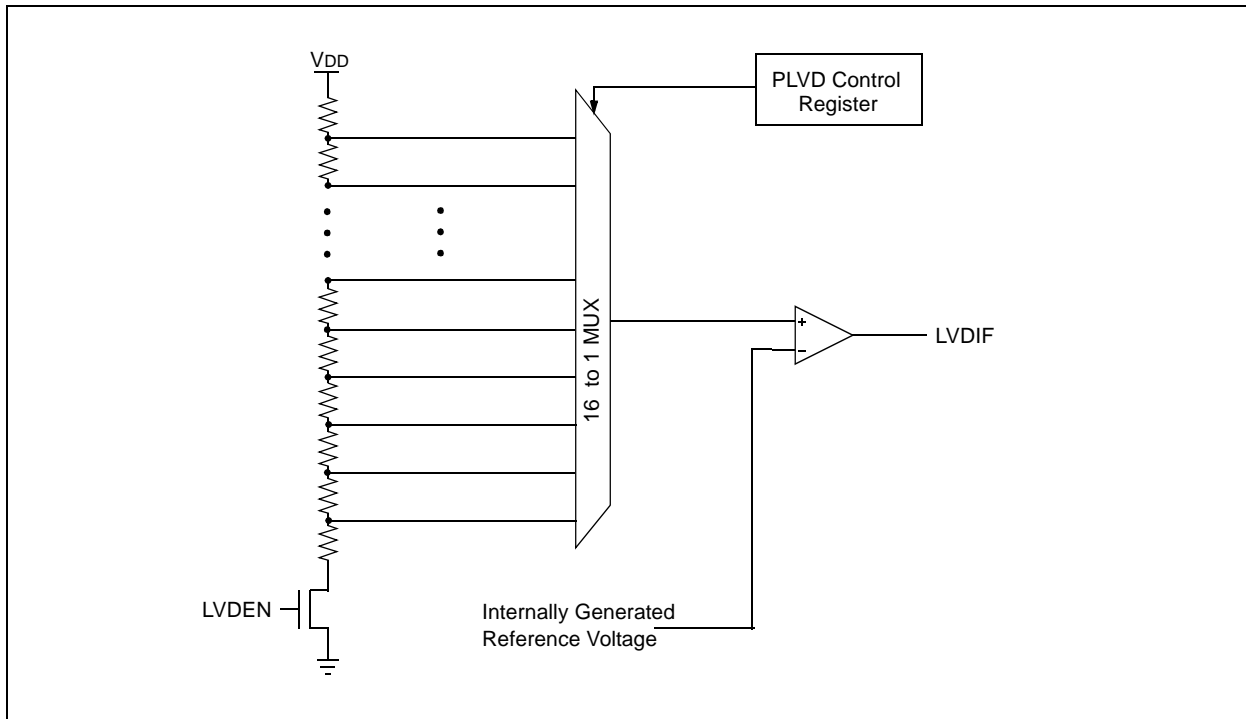 VDD
PLVD Control
Register
16 to 1 MUX
+
−
LVDIF
LVDEN
Internally Generated
Reference Voltage